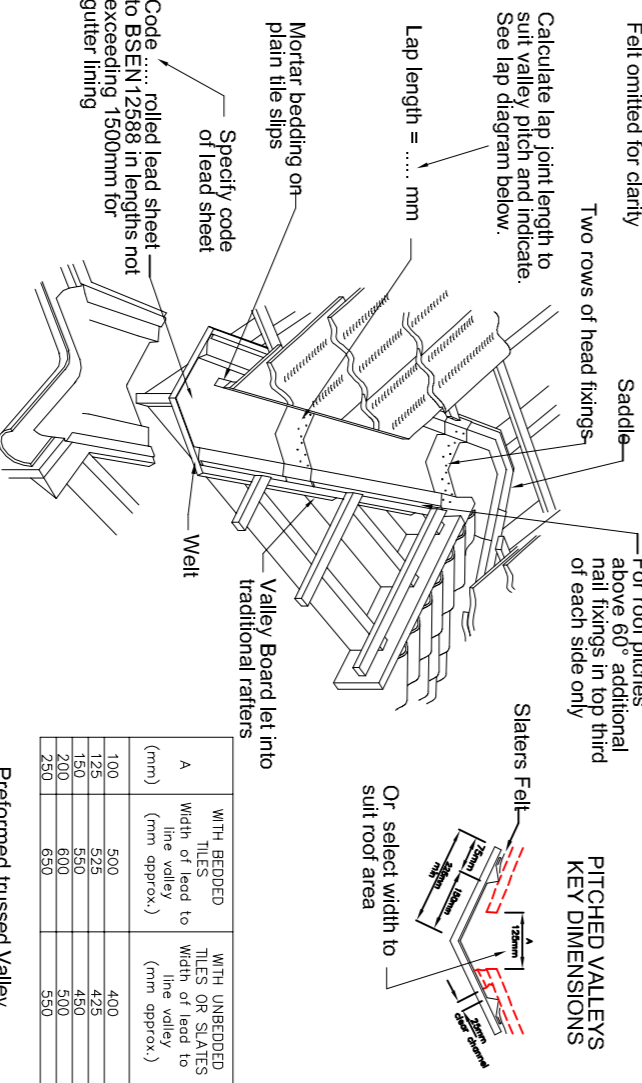 Felt omitted for clarity
Calculate lap joint length to
suit valley pitch and indicate.
See lap diagram below.
Lap length = ..... mm
Mortar bedding on
plain tile slips
Specify code
of lead sheet
Code ..... rolled lead sheet
to BSEN12588 in lengths not
exceeding 1500mm for
gutter lining
Two rows of head fixings
Saddle
For roof pitches
above 60° additional
nail fixings in top third
of each side only
Welt
Valley Board let into
traditional rafters
PITCHED VALLEYS
KEY DIMENSIONS
Slaters Felt
A
125mm
75mm
150mm
225mm
min
25mm
clear channel
Or select width to
suit roof area
A
(mm)
WITH BEDDED
TILES
Width of lead to
line valley
(mm approx.)
WITH UNBEDDED
TILES OR SLATES
Width of lead to
line valley
(mm approx.)
100 500 400
125 525 425
150 550 450
200 600 500
250 650 550
Preformed trussed Valley